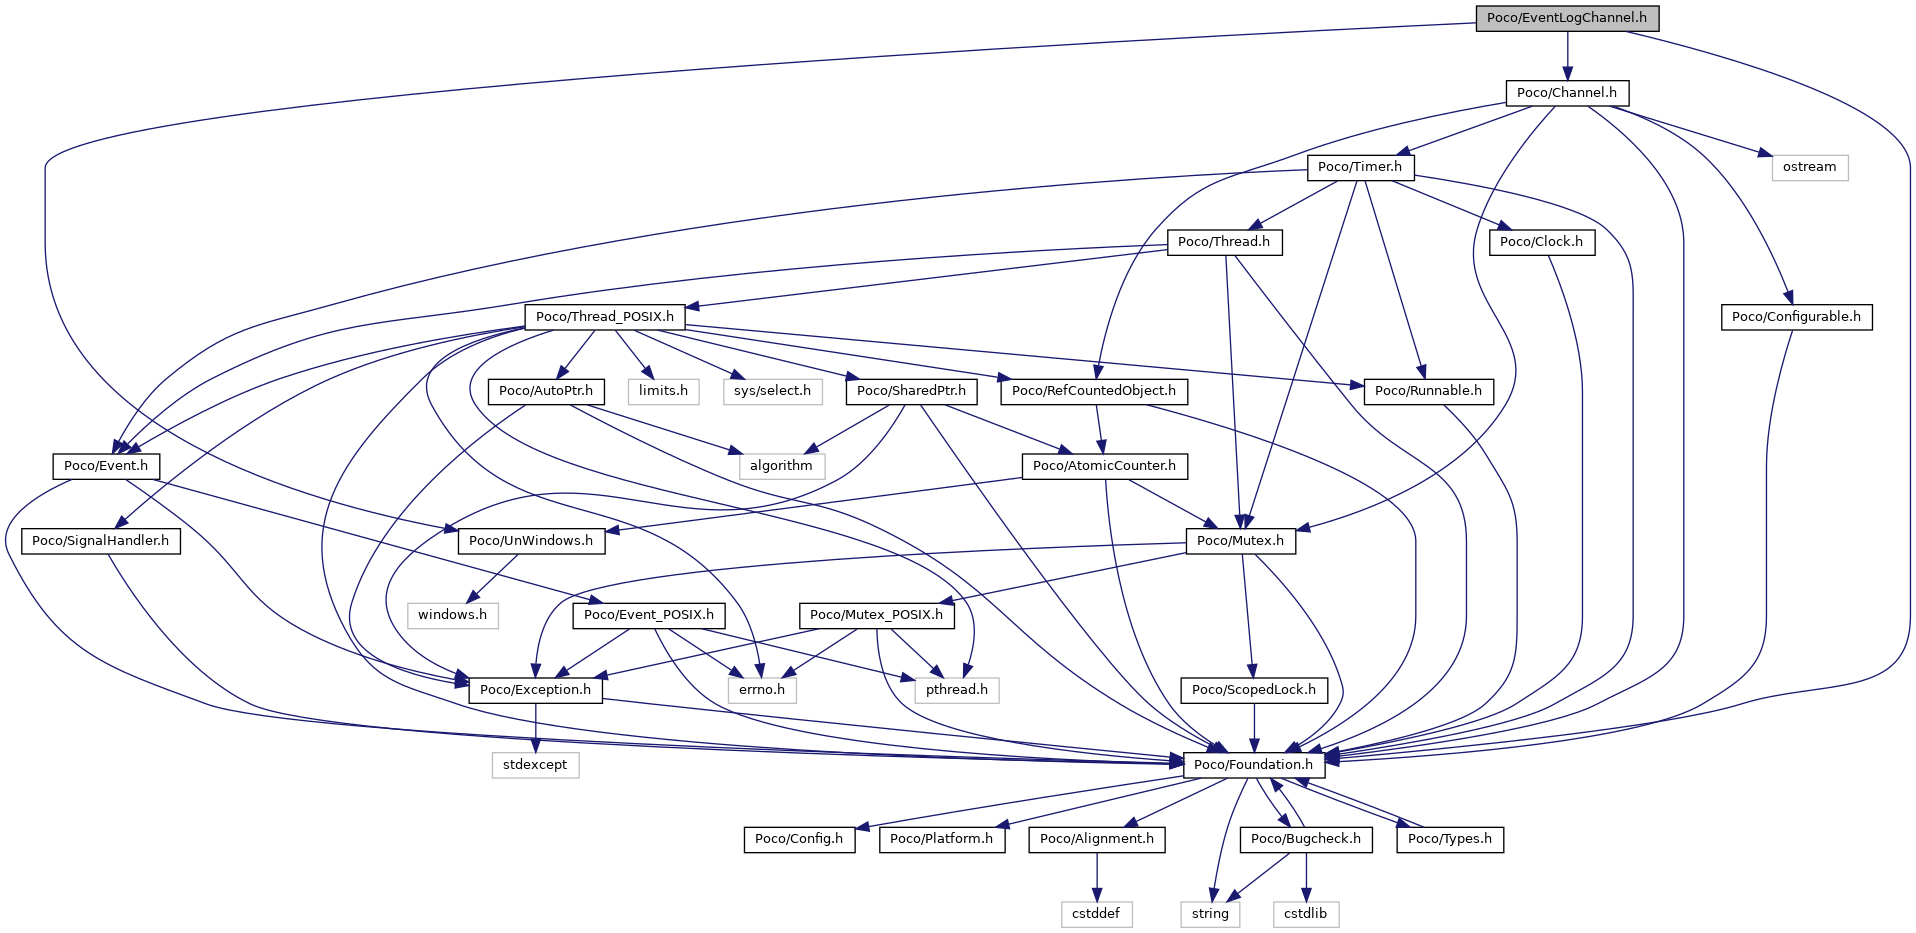 Poco/EventLogChannel.h
Poco/Channel.h
Poco/Timer.h
ostream
Poco/Thread.h
Poco/Clock.h
Poco/Thread_POSIX.h
Poco/Configurable.h
Poco/AutoPtr.h
limits.h
sys/select.h
Poco/SharedPtr.h
Poco/RefCountedObject.h
Poco/Runnable.h
Poco/Event.h
algorithm
Poco/AtomicCounter.h
Poco/SignalHandler.h
Poco/UnWindows.h
Poco/Mutex.h
windows.h
Poco/Event_POSIX.h
Poco/Mutex_POSIX.h
Poco/Exception.h
errno.h
pthread.h
Poco/ScopedLock.h
stdexcept
Poco/Foundation.h
Poco/Config.h
Poco/Platform.h
Poco/Alignment.h
Poco/Bugcheck.h
Poco/Types.h
cstddef
string
cstdlib